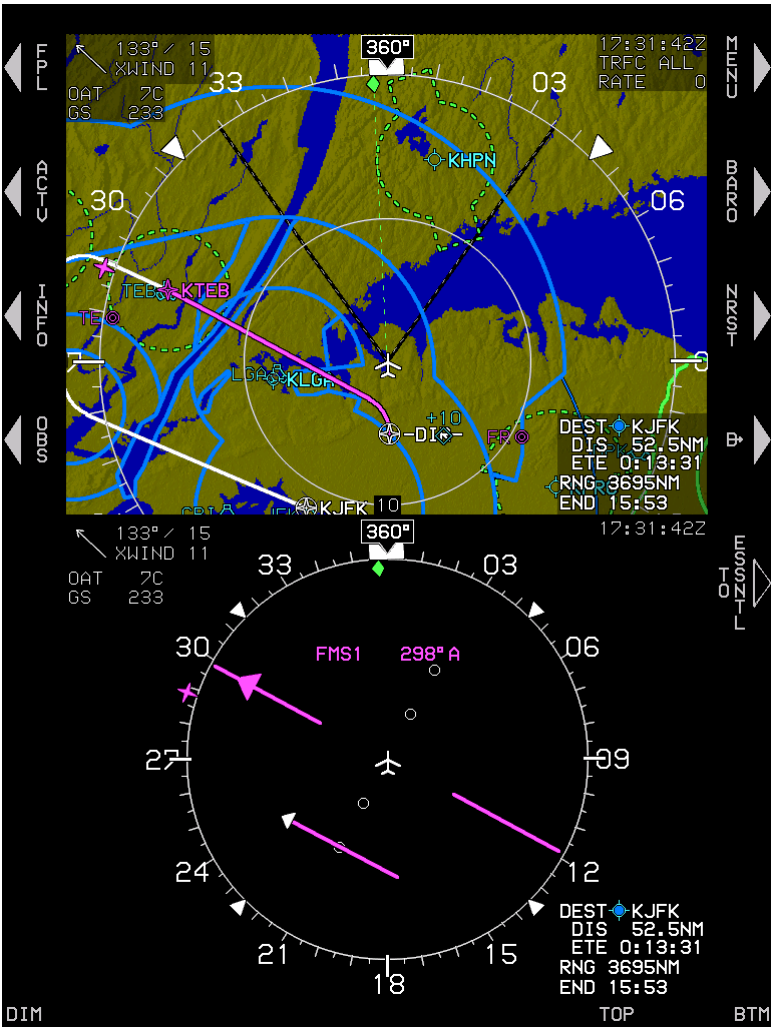 133°/ 15
XWIND 11
OAT 7C
GS 233
360°
17:31:42Z
TRFC ALL
RATE 0
FPL
MENU
33
03
KHPN
ACTV
BARO
30
06
TEB
KTEB
INFO
NRST
LGA
KLGA
+10
OBS
DEST KJFK
DIS 52.5NM
ETE 0:13:31
RNG 3695NM
END 15:53
KJFK
10
133°/ 15
XWIND 11
OAT 7C
GS 233
360°
17:31:42Z
33
03
ESSNTL
TO
30
06
FMS1 298°A
27
09
24
12
21
15
18
DEST KJFK
DIS 52.5NM
ETE 0:13:31
RNG 3695NM
END 15:53
DIM
TOP
BTM